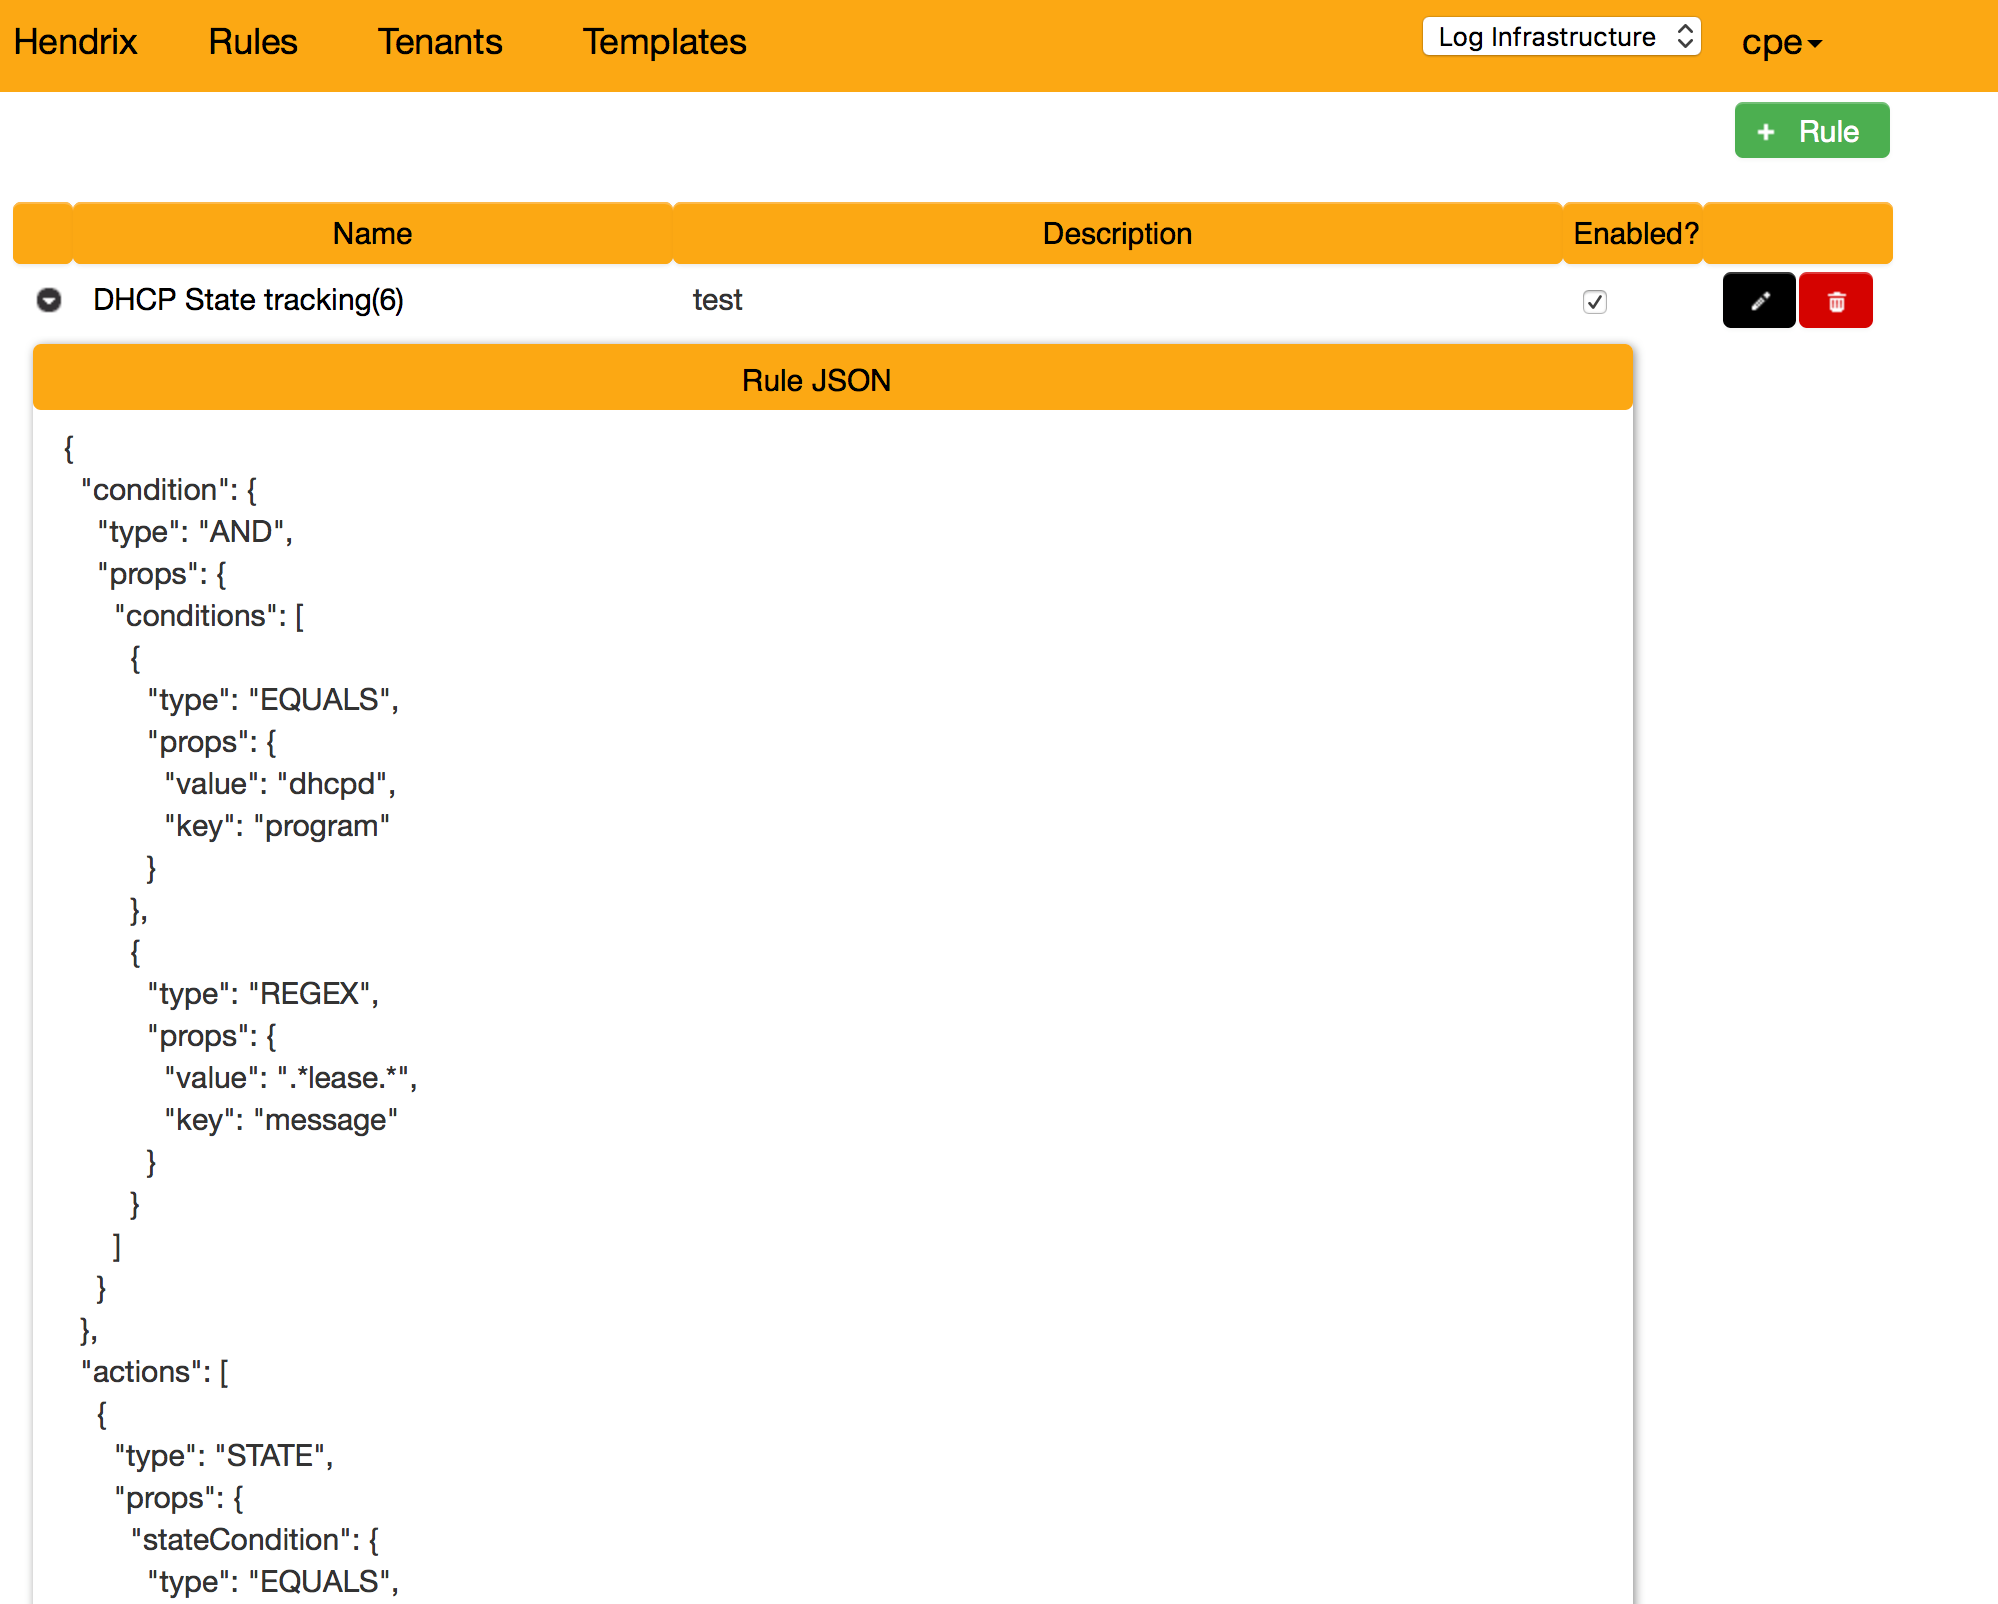 Hendrix Rules Tenants Templates Log Infrastructure cpe
+ Rule
Name Description Enabled?
DHCP State tracking(6) test
Rule JSON
{
"condition": {
"type": "AND",
"props": {
"conditions": [
{
"type": "EQUALS",
"props": {
"value": "dhcpd",
"key": "program"
}
},
{
"type": "REGEX",
"props": {
"value": ".*lease.*",
"key": "message"
}
}
]
}
},
"actions": [
{
"type": "STATE",
"props": {
"stateCondition": {
"type": "EQUALS",